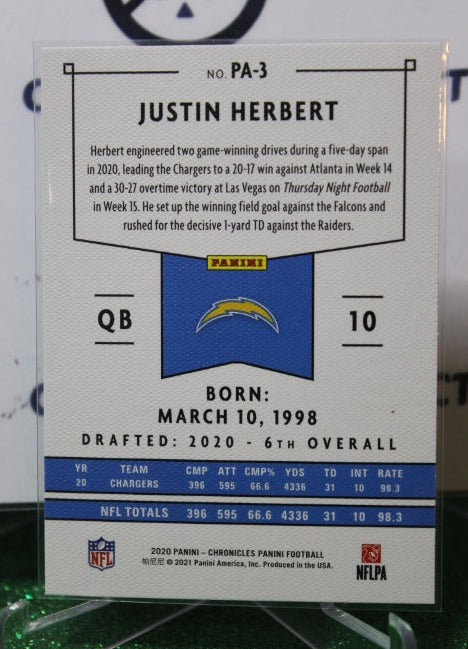 NO. PA-3
JUSTIN HERBERT
Herbert engineered two game-winning drives during a five-day span
in 2020, leading the Chargers to a 20-17 win against Atlanta in Week 14
and a 30-27 overtime victory at Las Vegas on Thursday Night Football
in Week 15. He set up the winning field goal against the Falcons and
rushed for the decisive 1-yard TD against the Raiders.
PANINI
QB 10
BORN:
MARCH 10, 1998
DRAFTED: 2020 - 6TH OVERALL
YR TEAM CMP ATT CMP% YDS TD INT RATE
20 CHARGERS 396 595 66.6 4336 31 10 98.3
NFL TOTALS 396 595 66.6 4336 31 10 98.3
2020 PANINI – CHRONICLES PANINI FOOTBALL
帕尼尼 © 2021 Panini America, Inc. Produced in the USA.
NFL
NFLPA